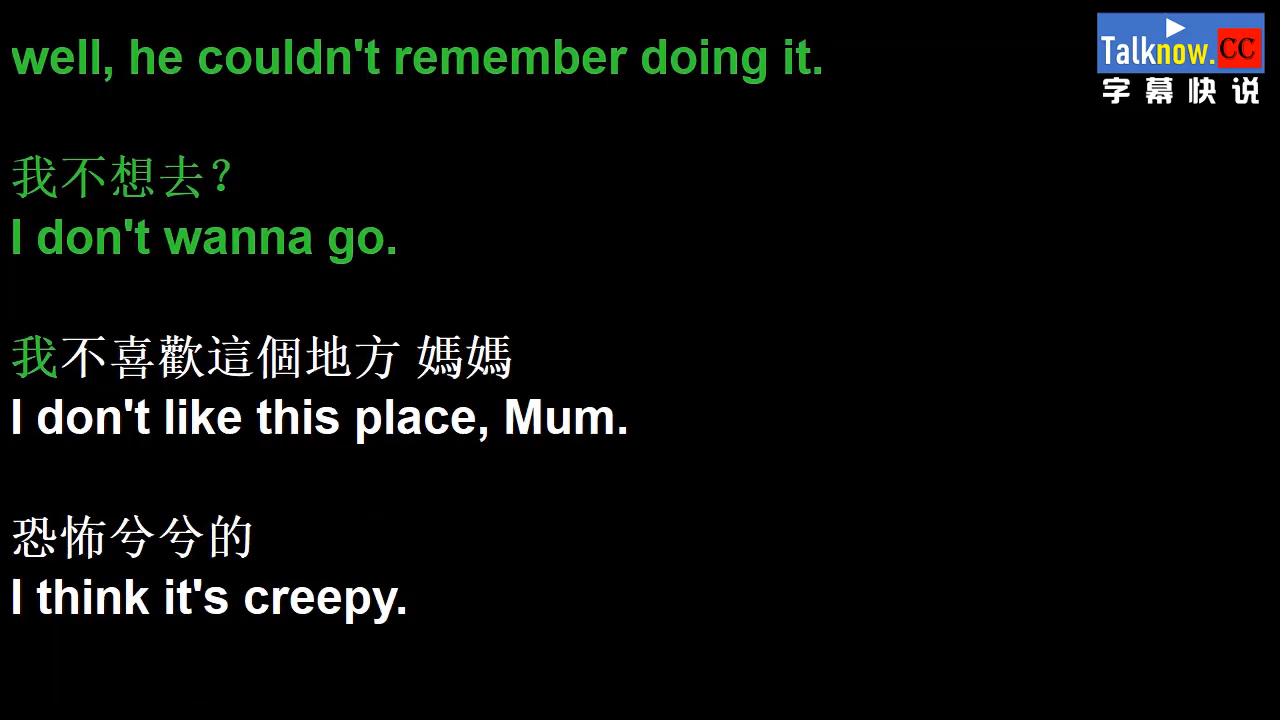 well, he couldn't remember doing it.
Talknow.CC
字幕快说
我不想去？
I don't wanna go.
我不喜歡這個地方 媽媽
I don't like this place, Mum.
恐怖兮兮的
I think it's creepy.